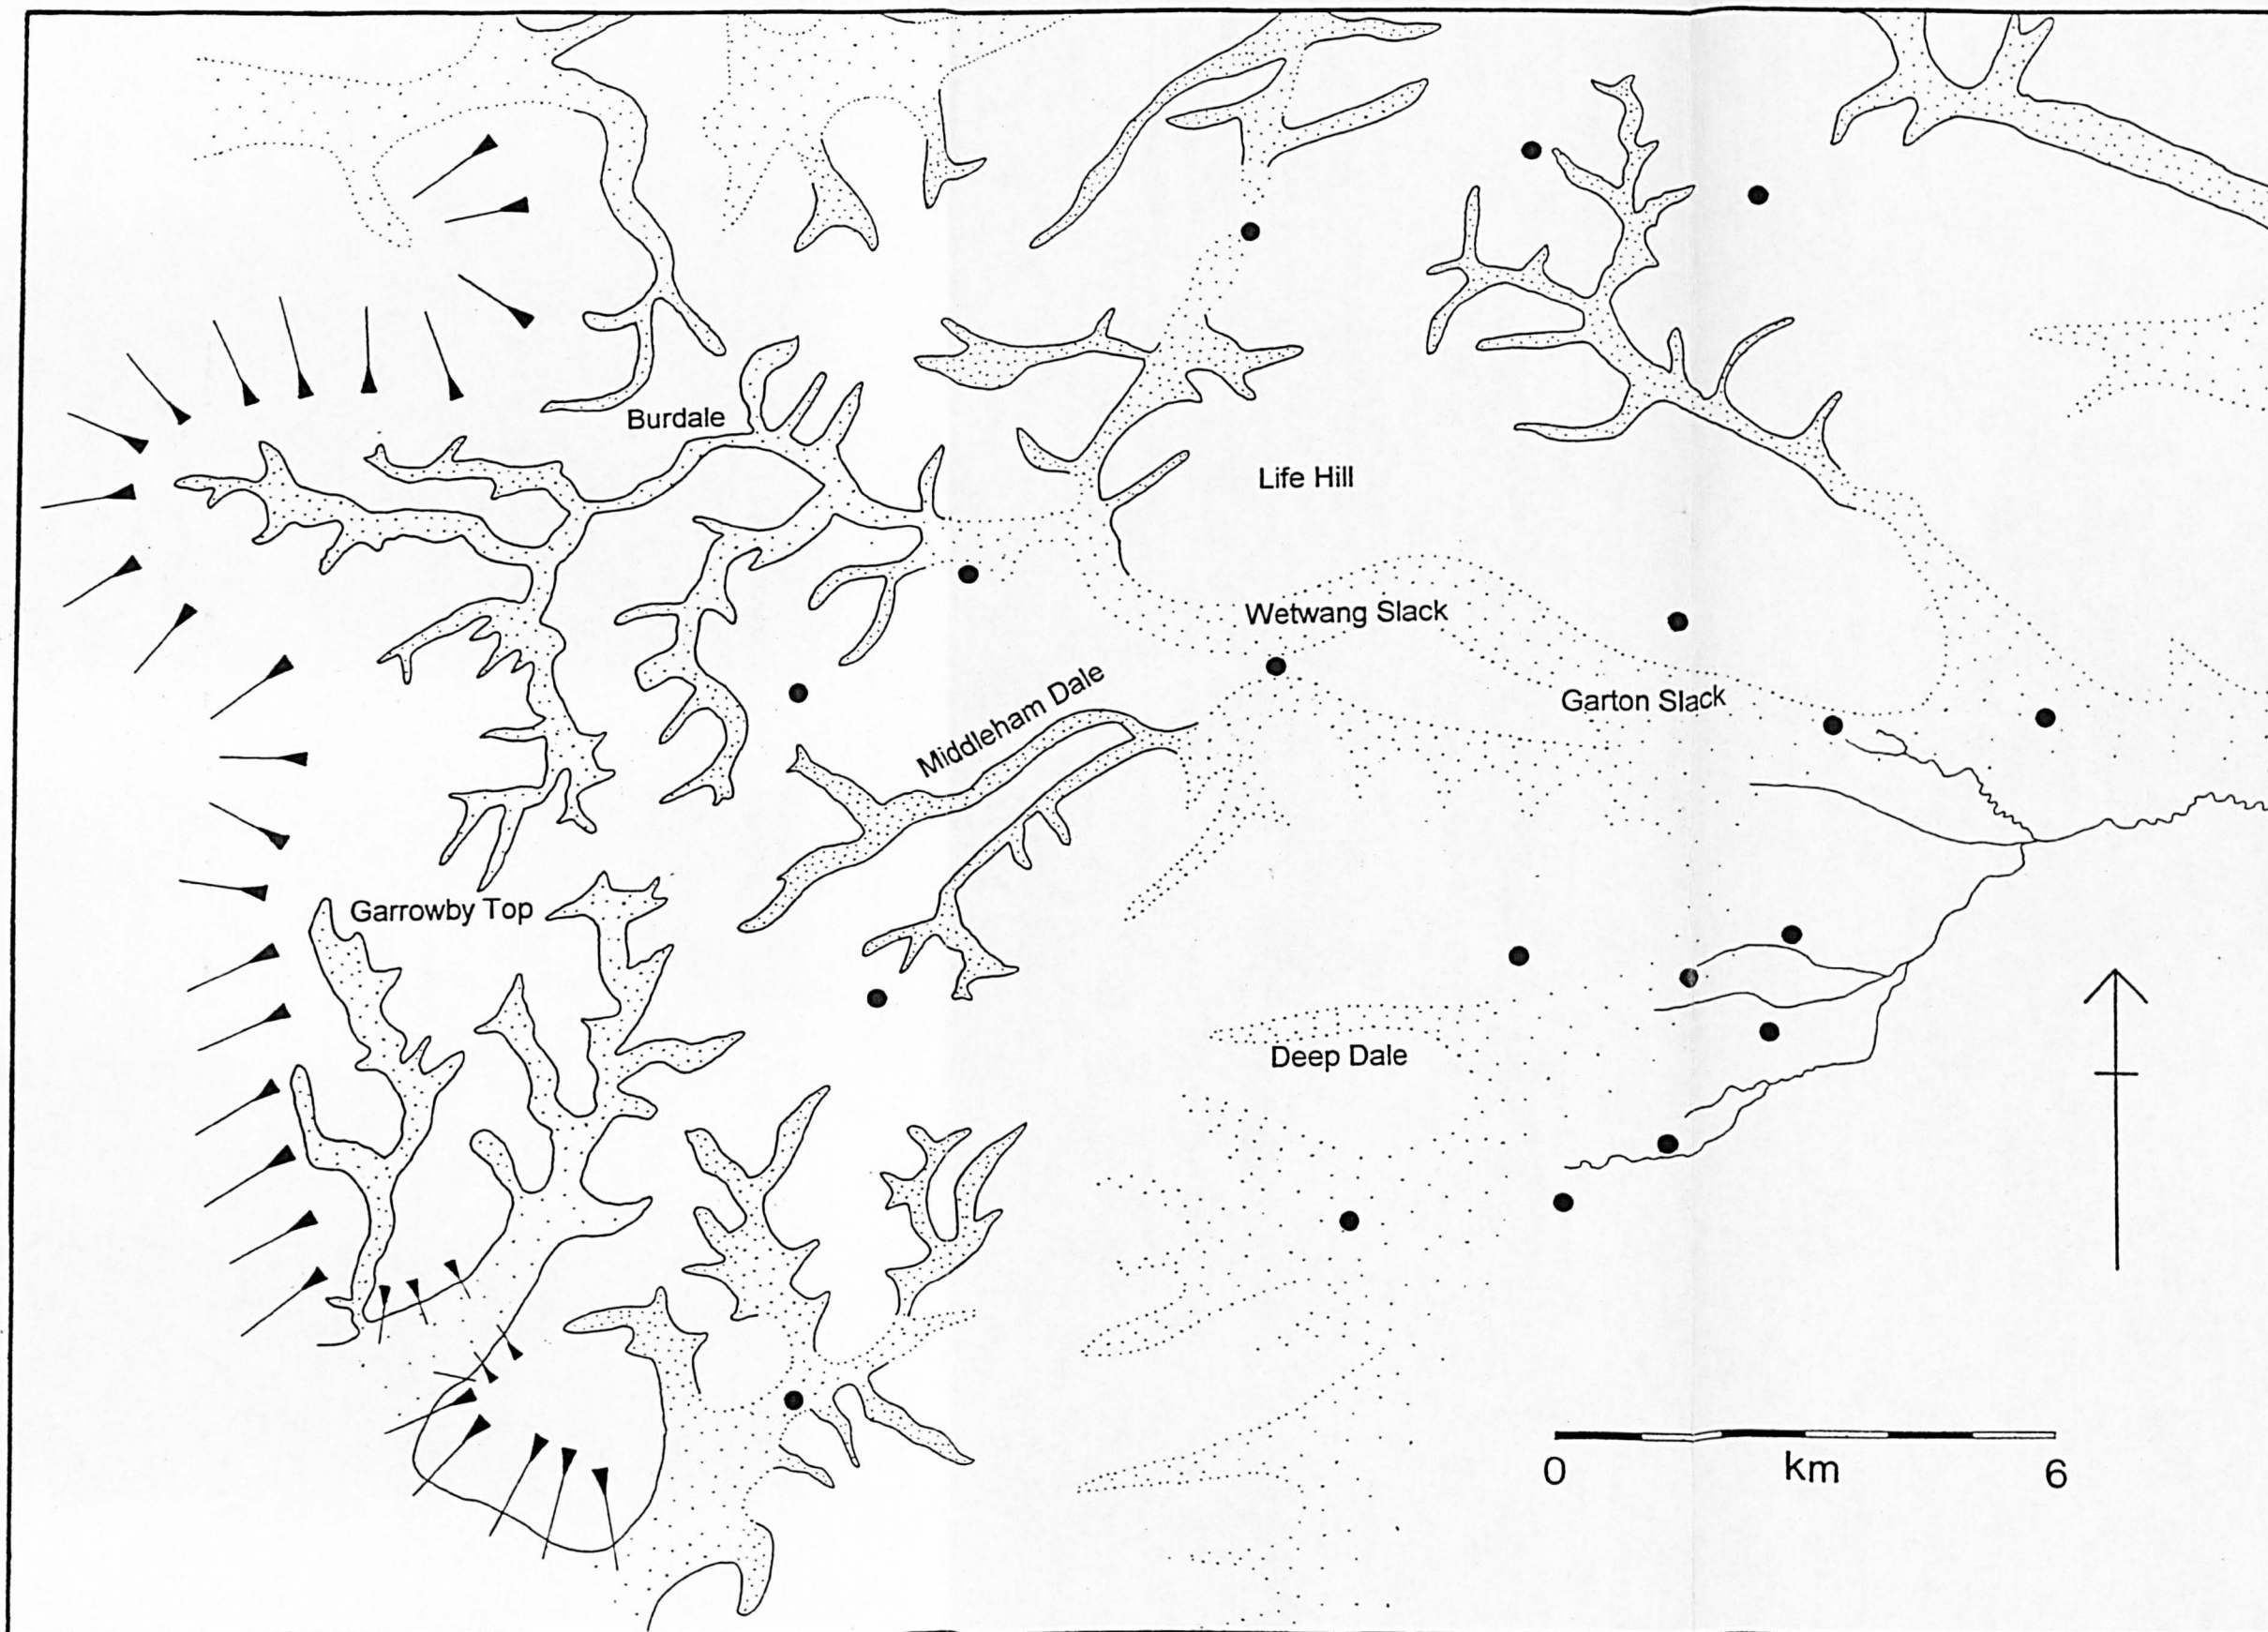 Burdale
Life Hill
Wetwang Slack
Middleham Dale
Garton Slack
Garrowby Top
Deep Dale
0 km 6